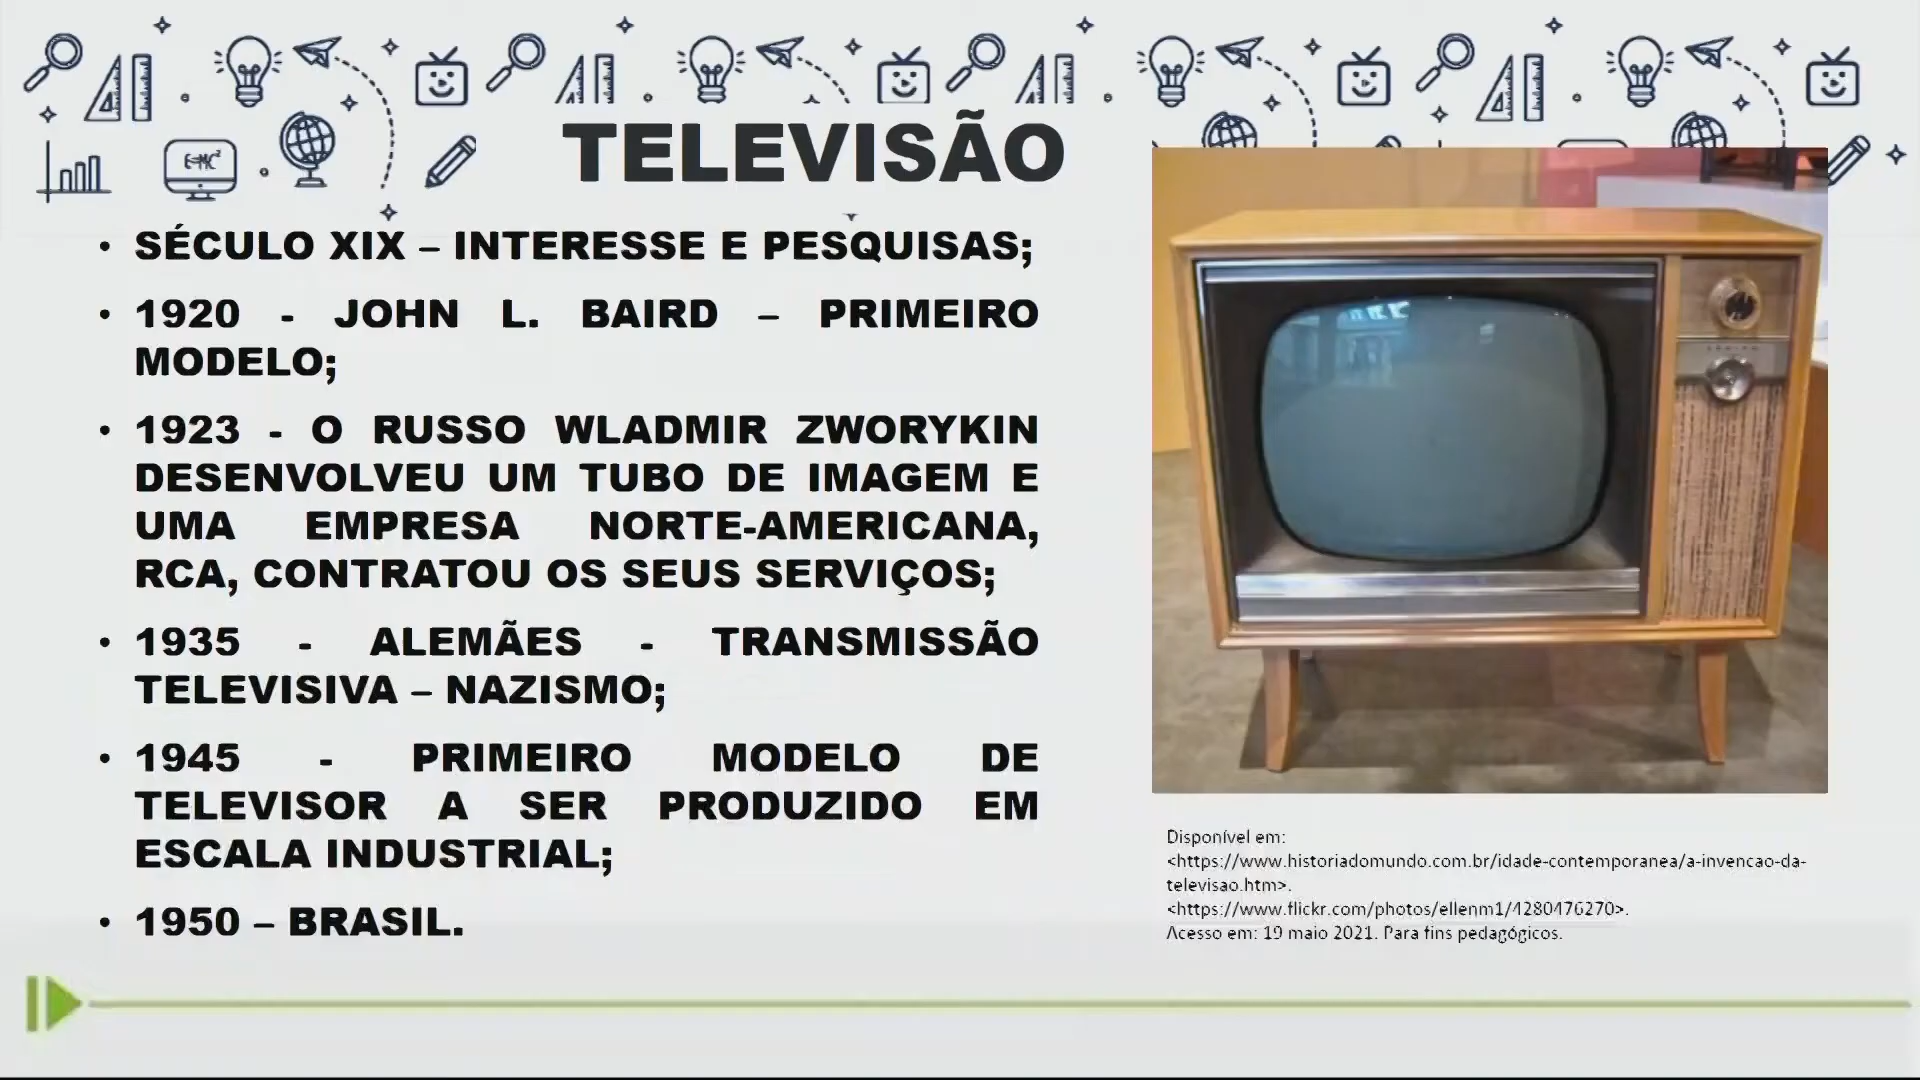 E=MC²
TELEVISÃO
• SÉCULO XIX – INTERESSE E PESQUISAS;
• 1920 - JOHN L. BAIRD – PRIMEIRO
MODELO;
• 1923 - O RUSSO WLADMIR ZWORYKIN
DESENVOLVEU UM TUBO DE IMAGEM E
UMA EMPRESA NORTE-AMERICANA,
RCA, CONTRATOU OS SEUS SERVIÇOS;
• 1935 - ALEMÃES - TRANSMISSÃO
TELEVISIVA – NAZISMO;
• 1945 - PRIMEIRO MODELO DE
TELEVISOR A SER PRODUZIDO EM
ESCALA INDUSTRIAL;
• 1950 – BRASIL.
Disponível em:
<https://www.historiadomundo.com.br/idade-contemporanea/a-invencao-da-
televisao.htm>.
<https://www.flickr.com/photos/ellenm1/4280476270>.
Acesso em: 19 maio 2021. Para fins pedagógicos.